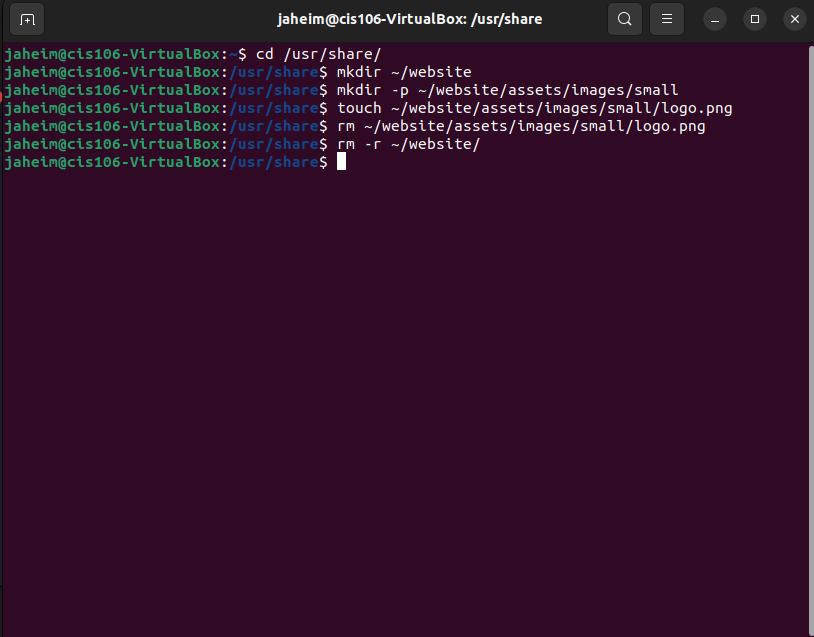 jaheim@cis106-VirtualBox: /usr/share
jaheim@cis106-VirtualBox:~$ cd /usr/share/
jaheim@cis106-VirtualBox:/usr/share$ mkdir ~/website
jaheim@cis106-VirtualBox:/usr/share$ mkdir -p ~/website/assets/images/small
jaheim@cis106-VirtualBox:/usr/share$ touch ~/website/assets/images/small/logo.png
jaheim@cis106-VirtualBox:/usr/share$ rm ~/website/assets/images/small/logo.png
jaheim@cis106-VirtualBox:/usr/share$ rm -r ~/website/
jaheim@cis106-VirtualBox:/usr/share$